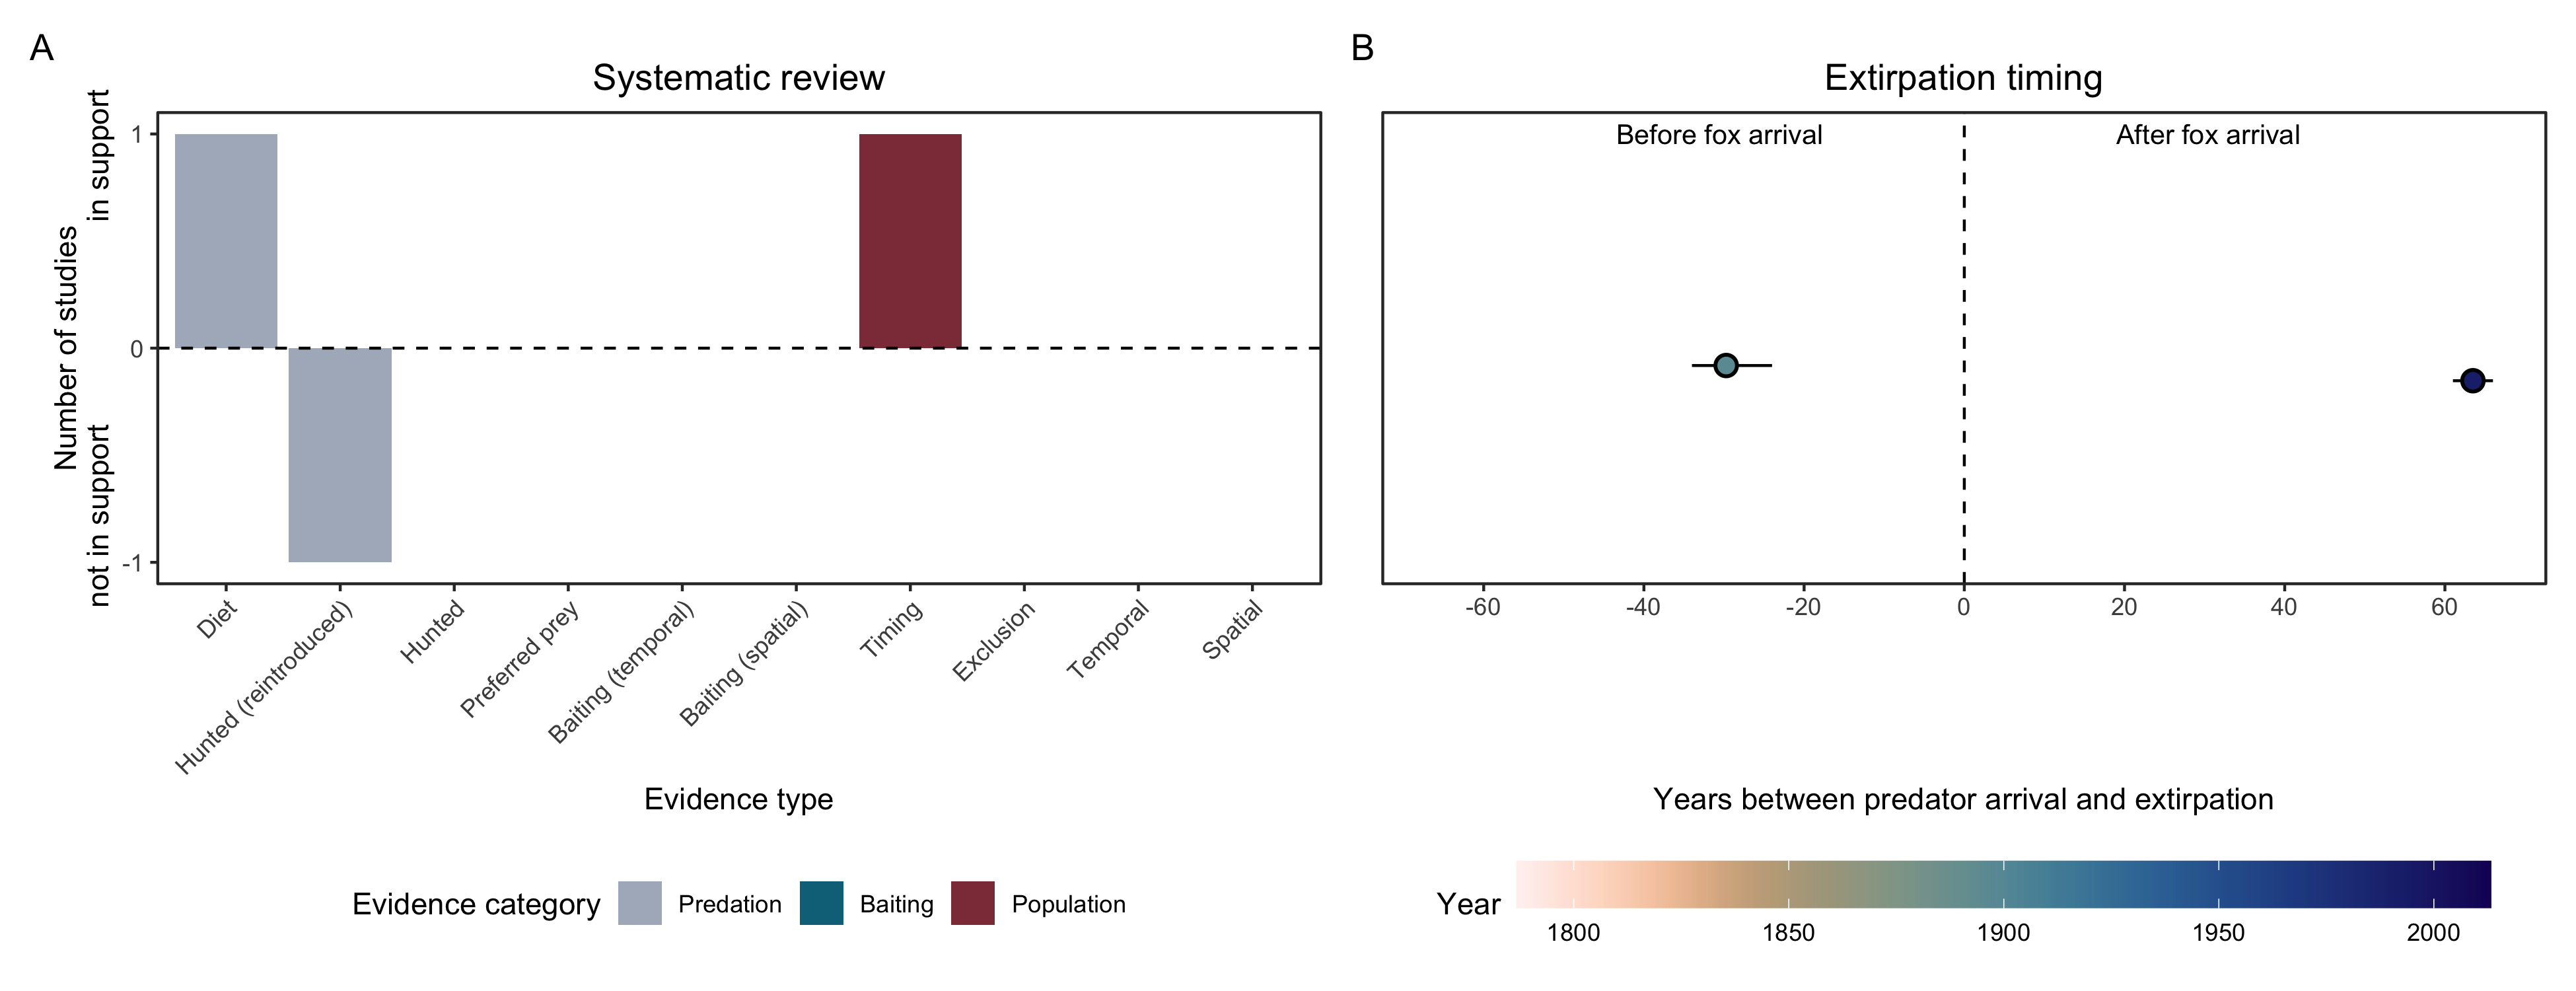 A
Systematic review
Number of studies
not in support
in support
1
0
-1
Diet
Hunted (reintroduced)
Hunted
Preferred prey
Baiting (temporal)
Baiting (spatial)
Timing
Exclusion
Temporal
Spatial
Evidence type
Evidence category
Predation
Baiting
Population
B
Extirpation timing
Before fox arrival
After fox arrival
-60
-40
-20
0
20
40
60
Years between predator arrival and extirpation
Year
1800
1850
1900
1950
2000